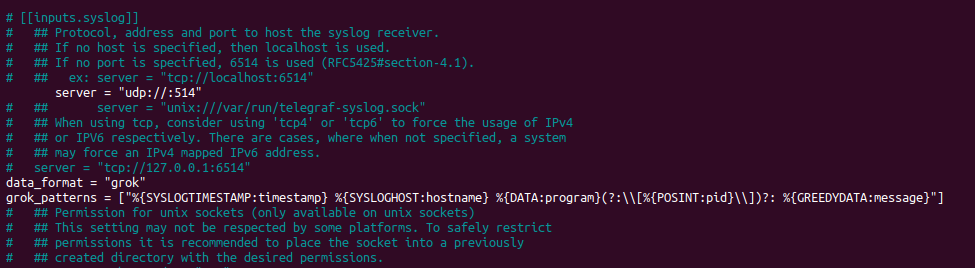 # [[inputs.syslog]]
#   ## Protocol, address and port to host the syslog receiver.
#   ## If no host is specified, then localhost is used.
#   ## If no port is specified, 6514 is used (RFC5425#section-4.1).
#   ##   ex: server = "tcp://localhost:6514"
       server = "udp://:514"
#   ##       server = "unix:///var/run/telegraf-syslog.sock"
#   ## When using tcp, consider using 'tcp4' or 'tcp6' to force the usage of IPv4
#   ## or IPV6 respectively. There are cases, where when not specified, a system
#   ## may force an IPv4 mapped IPv6 address.
#   server = "tcp://127.0.0.1:6514"
data_format = "grok"
grok_patterns = ["%{SYSLOGTIMESTAMP:timestamp} %{SYSLOGHOST:hostname} %{DATA:program}(?:\\[%{POSINT:pid}\\])?: %{GREEDYDATA:message}"]
#   ## Permission for unix sockets (only available on unix sockets)
#   ## This setting may not be respected by some platforms. To safely restrict
#   ## permissions it is recommended to place the socket into a previously
#   ## created directory with the desired permissions.